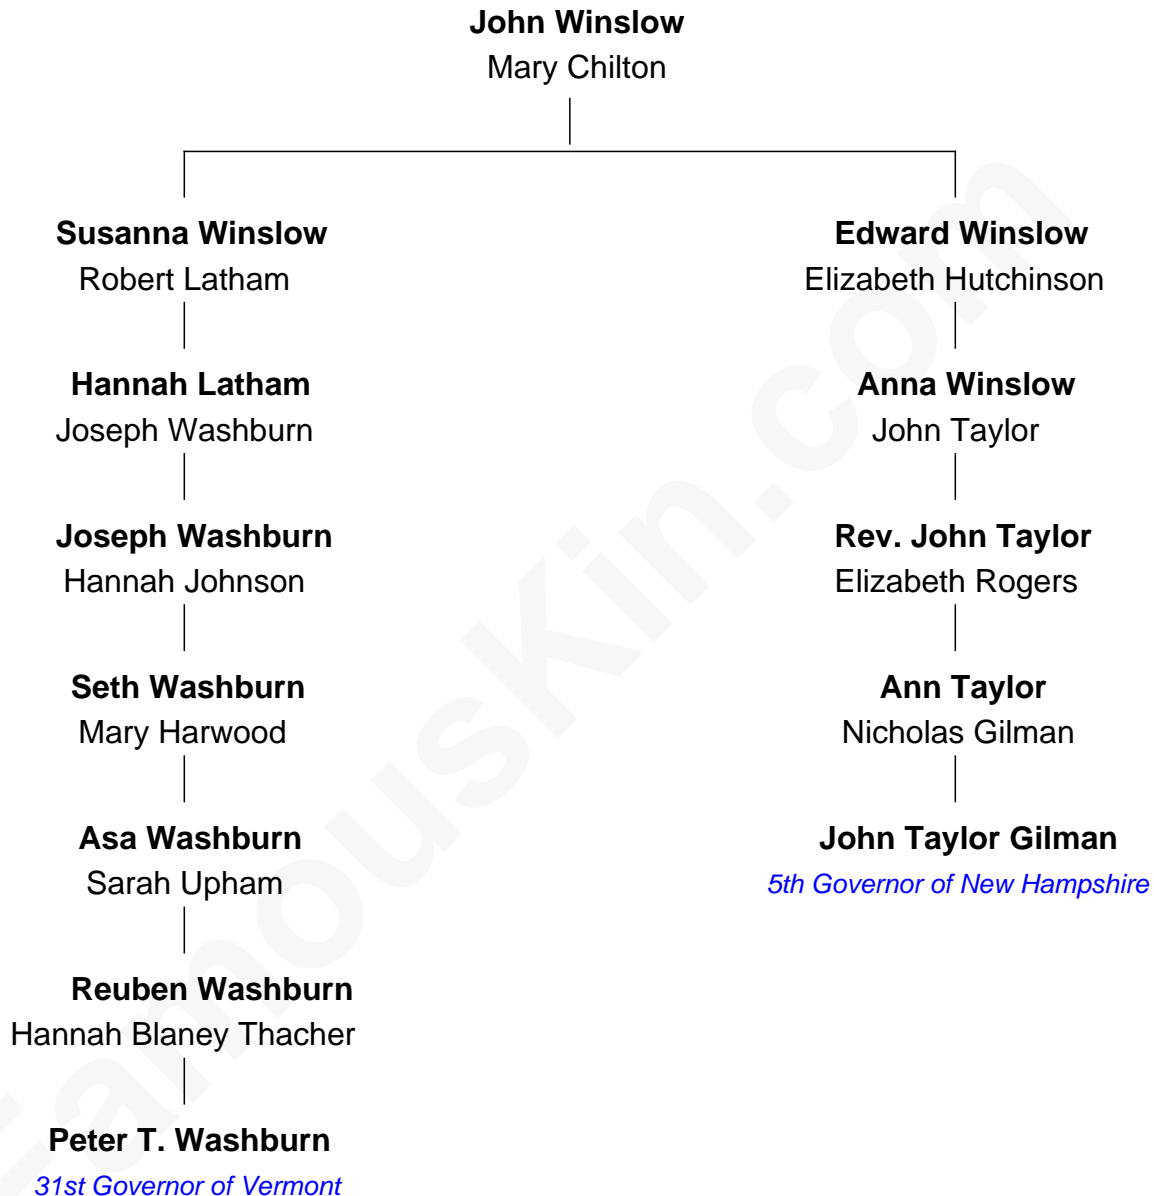 John Winslow
Mary Chilton
Susanna Winslow
Robert Latham
Edward Winslow
Elizabeth Hutchinson
Hannah Latham
Joseph Washburn
Anna Winslow
John Taylor
Joseph Washburn
Hannah Johnson
Rev. John Taylor
Elizabeth Rogers
Seth Washburn
Mary Harwood
Ann Taylor
Nicholas Gilman
Asa Washburn
Sarah Upham
John Taylor Gilman
5th Governor of New Hampshire
Reuben Washburn
Hannah Blaney Thacher
Peter T. Washburn
31st Governor of Vermont
FamousKin.com